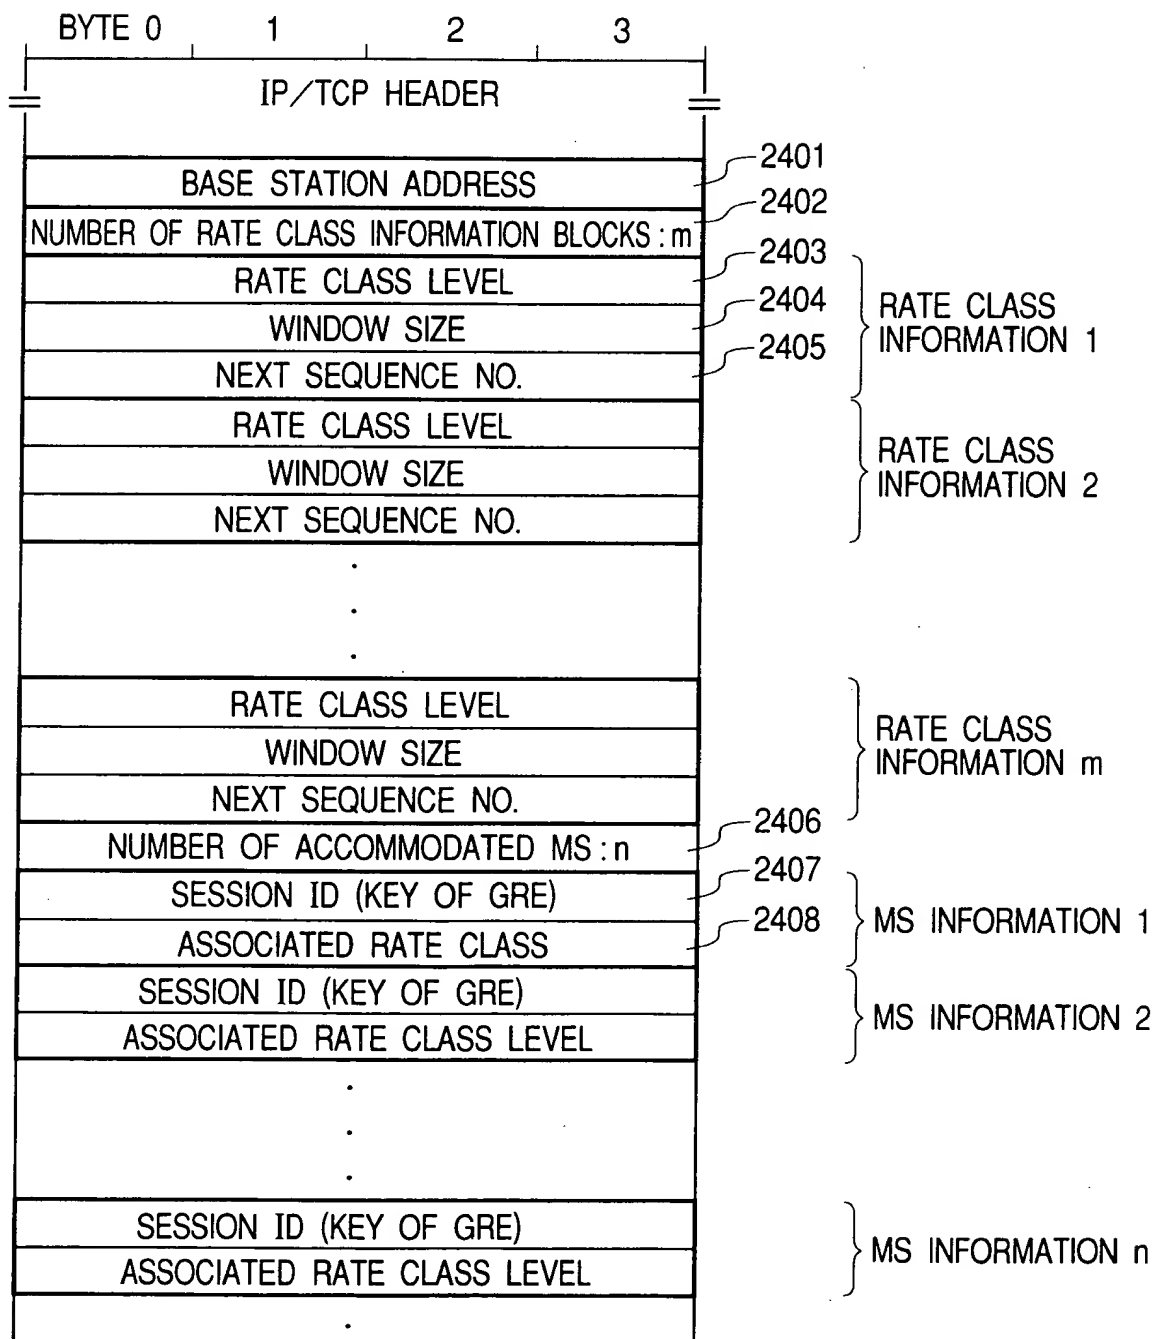 BYTE 0 1 2 3
IP/TCP HEADER
2401
BASE STATION ADDRESS
2402
NUMBER OF RATE CLASS INFORMATION BLOCKS : m
2403
RATE CLASS LEVEL
2404
WINDOW SIZE
2405
NEXT SEQUENCE NO.
RATE CLASS
INFORMATION 1
RATE CLASS LEVEL
WINDOW SIZE
NEXT SEQUENCE NO.
RATE CLASS
INFORMATION 2
RATE CLASS LEVEL
WINDOW SIZE
NEXT SEQUENCE NO.
RATE CLASS
INFORMATION m
2406
NUMBER OF ACCOMMODATED MS : n
2407
SESSION ID (KEY OF GRE)
2408
ASSOCIATED RATE CLASS
MS INFORMATION 1
SESSION ID (KEY OF GRE)
ASSOCIATED RATE CLASS LEVEL
MS INFORMATION 2
SESSION ID (KEY OF GRE)
ASSOCIATED RATE CLASS LEVEL
MS INFORMATION n